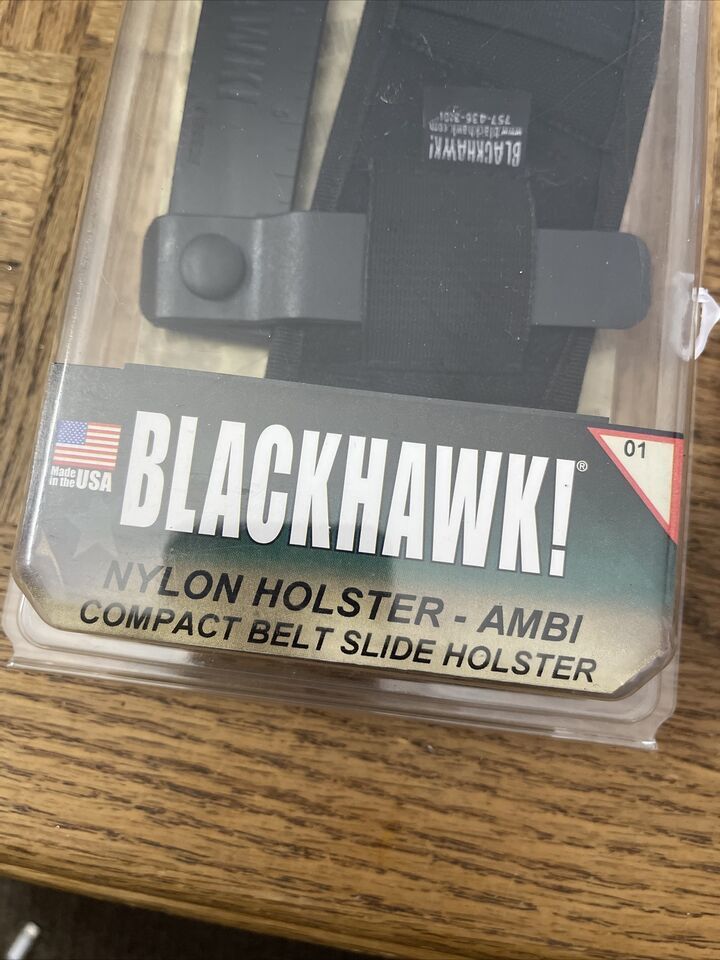 BLACKHAWK!
www.blackhawk.com
757-436-3101
BLACKHAWK!®
01
Made
in the USA
NYLON HOLSTER - AMBI
COMPACT BELT SLIDE HOLSTER